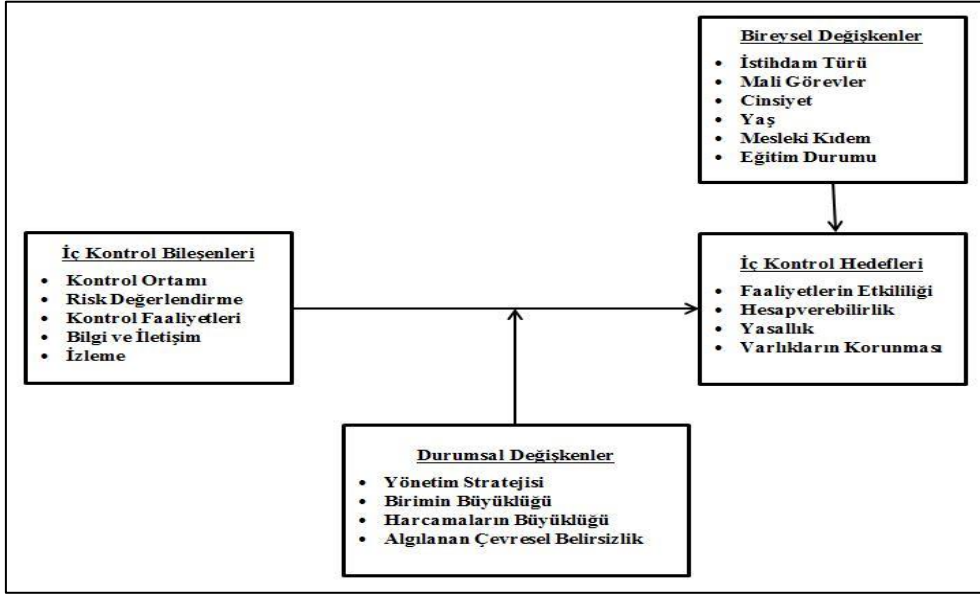 Bireysel Değişkenler
• İstihdam Türü
• Mali Görevler
• Cinsiyet
• Yaş
• Mesleki Kıdem
• Eğitim Durumu
İç Kontrol Bileşenleri
• Kontrol Ortamı
• Risk Değerlendirme
• Kontrol Faaliyetleri
• Bilgi ve İletişim
• İzleme
İç Kontrol Hedefleri
• Faaliyetlerin Etkililiği
• Hesapverebilirlik
• Yasallık
• Varlıkların Korunması
Durumsal Değişkenler
• Yönetim Stratejisi
• Birimin Büyüklüğü
• Harcamaların Büyüklüğü
• Algılanan Çevresel Belirsizlik